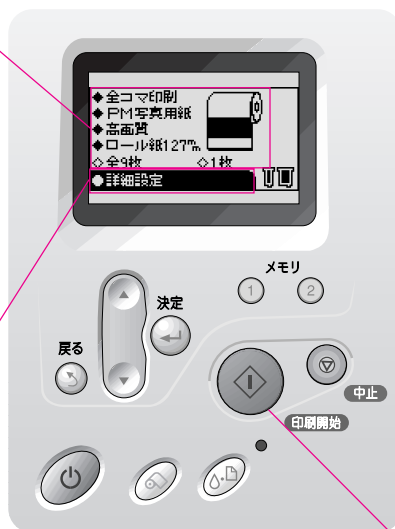 ◆全コマ印刷
◆PM写真用紙
◆高画質
◆ロール紙127㎜
◇全9枚 ◇1枚
●詳細設定
メモリ
1 2
決定
戻る
中止
印刷開始